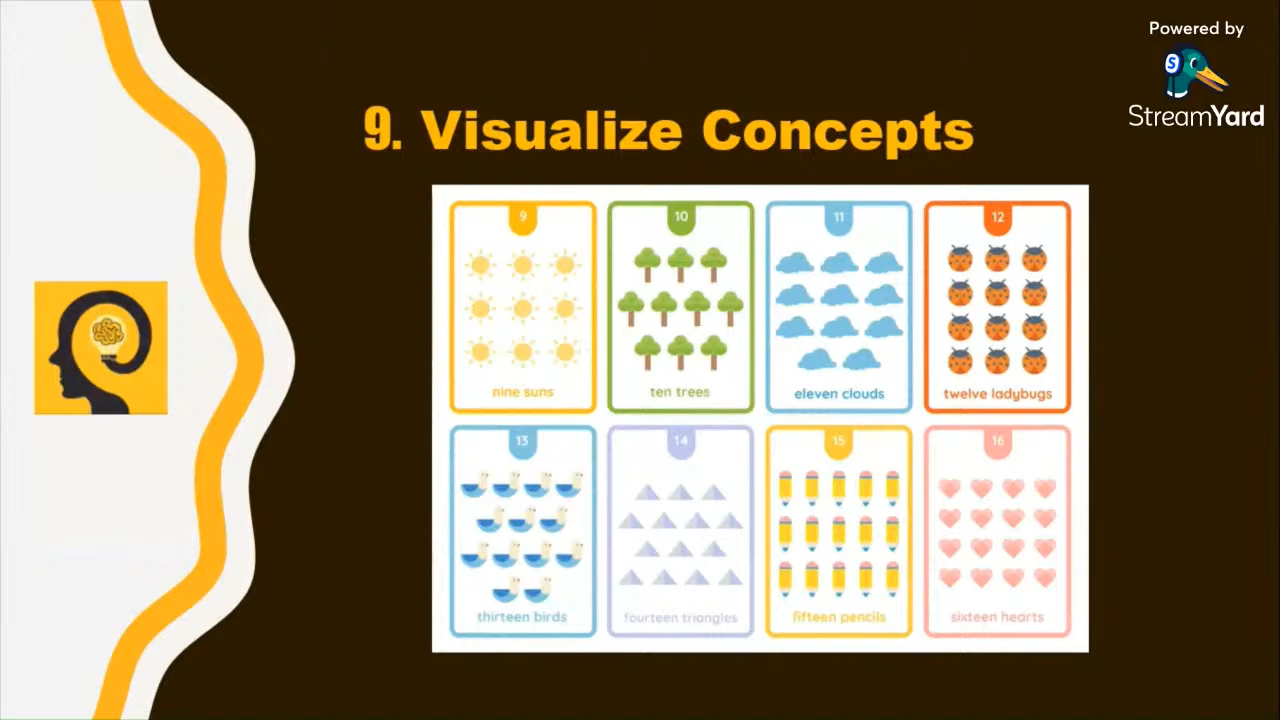 Powered by
S
StreamYard
9. Visualize Concepts
9
10
11
12
nine suns
ten trees
eleven clouds
twelve ladybugs
13
14
15
16
thirteen birds
fourteen triangles
fifteen pencils
sixteen hearts